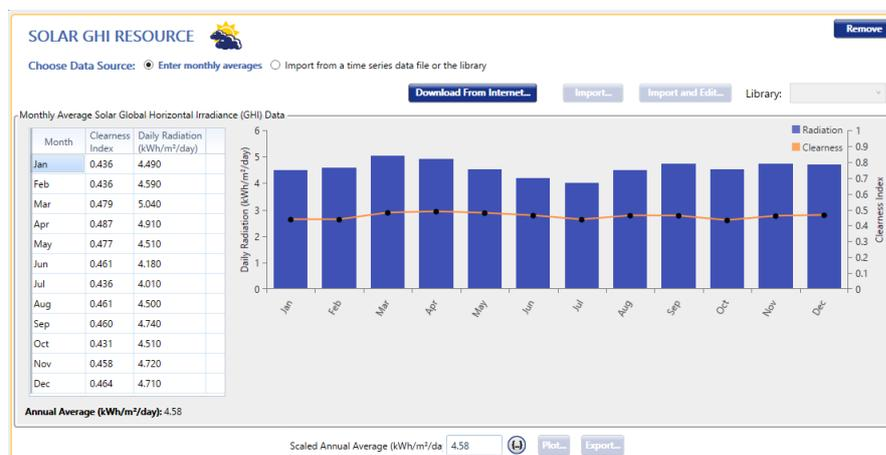 SOLAR GHI RESOURCE
Remove
Choose Data Source: Enter monthly averages Import from a time series data file or the library
Download From Internet... Import... Import and Edit... Library:
Monthly Average Solar Global Horizontal Irradiance (GHI) Data
Month Clearness Index Daily Radiation (kWh/m²/day)
Jan 0.436 4.490
Feb 0.436 4.590
Mar 0.479 5.040
Apr 0.487 4.910
May 0.477 4.510
Jun 0.461 4.180
Jul 0.436 4.010
Aug 0.461 4.500
Sep 0.460 4.740
Oct 0.431 4.510
Nov 0.458 4.720
Dec 0.464 4.710
Annual Average (kWh/m²/day): 4.58
Daily Radiation (kWh/m²/day)
6
5
4
3
2
1
0
Jan Feb Mar Apr May Jun Jul Aug Sep Oct Nov Dec
Radiation
Clearness
1
0.9
0.8
0.7
0.6
0.5
0.4
0.3
0.2
0.1
0
Clearness Index
Scaled Annual Average (kWh/m²/da 4.58 {..} Plot... Export...